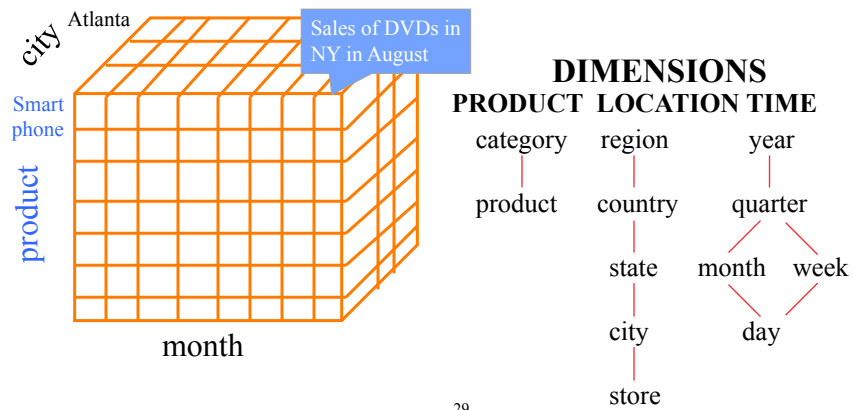 city
Atlanta
Sales of DVDs in
NY in August
Smart
phone
product
month
DIMENSIONS
PRODUCT LOCATION TIME
category region year
product country quarter
state month week
city day
store
29